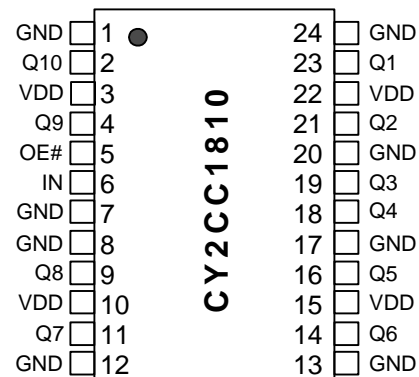 GND 1 24 GND
Q10 2 23 Q1
VDD 3 22 VDD
Q9 4 21 Q2
OE# 5 20 GND
IN 6 19 Q3
GND 7 18 Q4
GND 8 17 GND
Q8 9 16 Q5
VDD 10 15 VDD
Q7 11 14 Q6
GND 12 13 GND
CY2CC1810